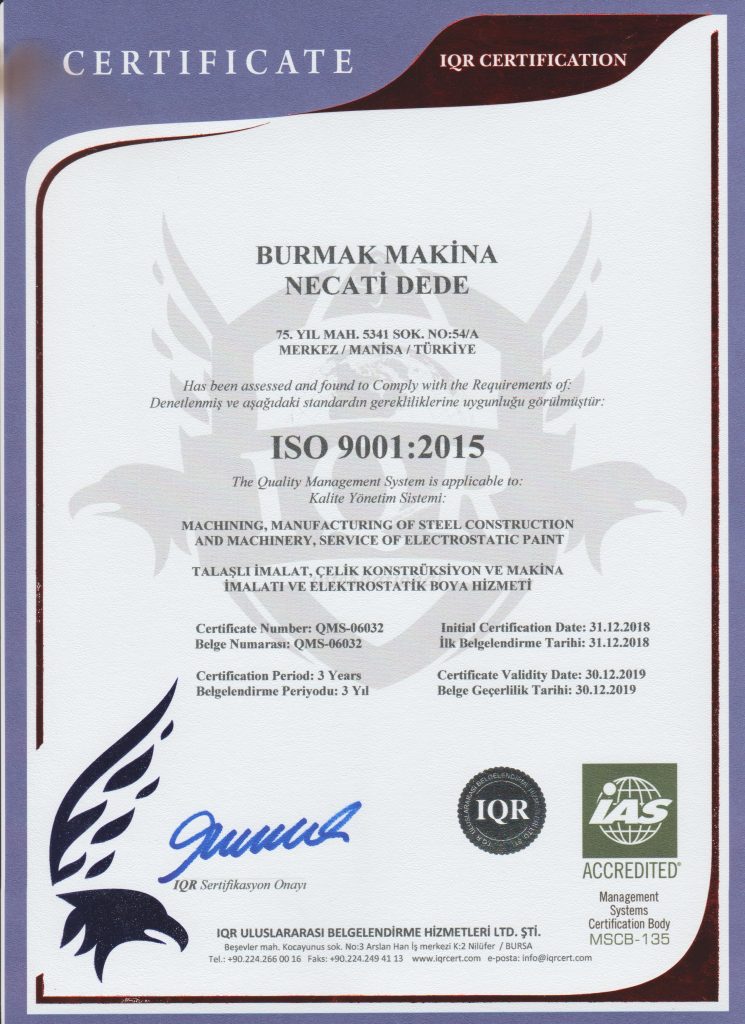 CERTIFICATE
IQR CERTIFICATION
BURMAK MAKİNA
NECATİ DEDE
75. YIL MAH. 5341 SOK. NO:54/A
MERKEZ / MANİSA / TÜRKİYE
Has been assessed and found to Comply with the Requirements of:
Denetlenmiş ve aşağıdaki standardın gerekliliklerine uygunluğu görülmüştür:
ISO 9001:2015
The Quality Management System is applicable to:
Kalite Yönetim Sistemi:
MACHINING, MANUFACTURING OF STEEL CONSTRUCTION
AND MACHINERY, SERVICE OF ELECTROSTATIC PAINT
TALAŞLI İMALAT, ÇELİK KONSTRÜKSİYON VE MAKİNA
İMALATI VE ELEKTROSTATİK BOYA HİZMETİ
Certificate Number: QMS-06032
Belge Numarası: QMS-06032
Initial Certification Date: 31.12.2018
İlk Belgelendirme Tarihi: 31.12.2018
Certification Period: 3 Years
Belgelendirme Periyodu: 3 Yıl
Certificate Validity Date: 30.12.2019
Belge Geçerlilik Tarihi: 30.12.2019
IQR Sertifikasyon Onayı
IQR
IAS
ACCREDITED®
Management
Systems
Certification Body
MSCB-135
IQR ULUSLARARASI BELGELENDİRME HİZMETLERİ LTD. ŞTİ.
Beşevler mah. Kocayunus sok. No:3 Arslan Han İş merkezi K:2 Nilüfer / BURSA
Tel.: +90.224.266 00 16 Faks: +90.224.249 41 13 www.iqrcert.com e-posta: info@iqrcert.com